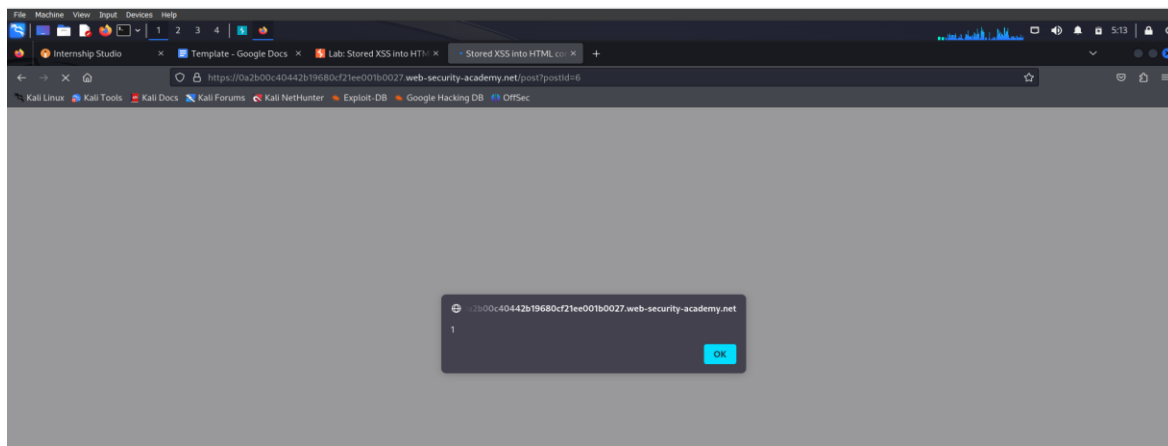 File Machine View Input Devices Help
1 2 3 4 5:13
Internship Studio × Template - Google Docs × Lab: Stored XSS into HTM × Stored XSS into HTML co × +
https://0a2b00c40442b19680cf21ee001b0027.web-security-academy.net/post?postId=6
Kali Linux Kali Tools Kali Docs Kali Forums Kali NetHunter Exploit-DB Google Hacking DB OffSec
2b00c40442b19680cf21ee001b0027.web-security-academy.net
1
OK